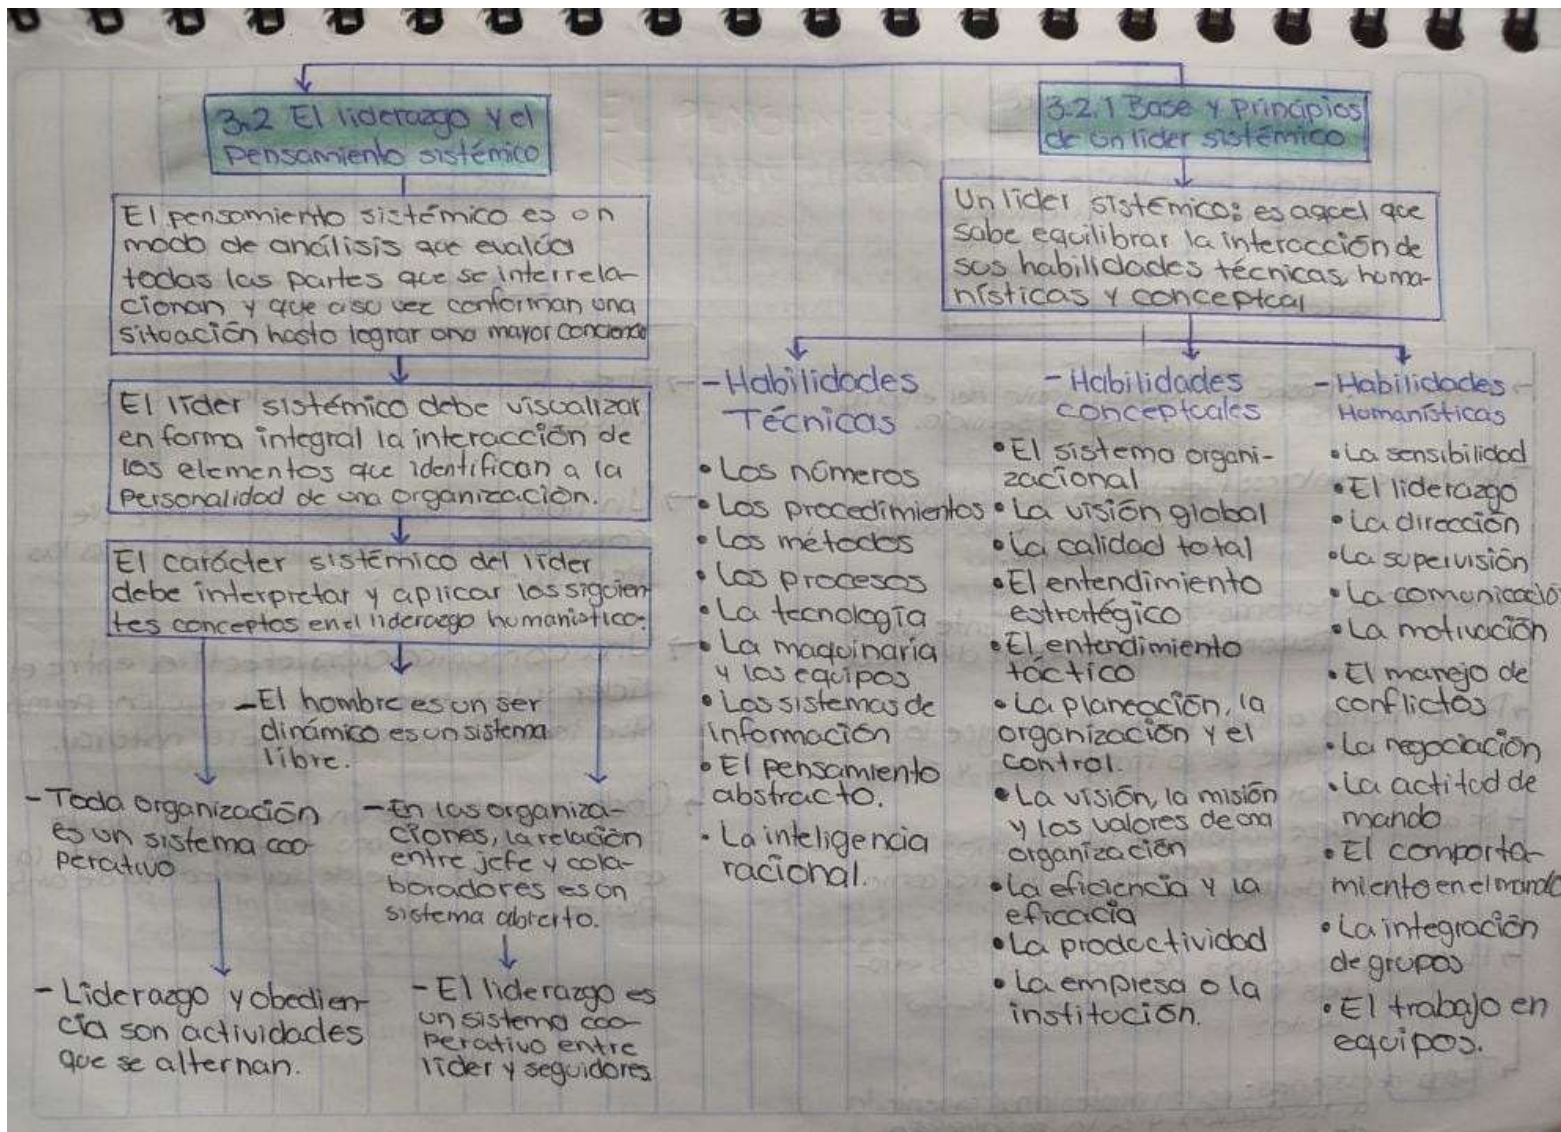 3.2 El liderazgo y el
Pensamiento sistémico
El pensamiento sistémico es un
modo de análisis que evalúa
todas las partes que se interrela-
cionan y que a su vez conforman una
situación hasta lograr una mayor conciencia
El líder sistémico debe visualizar
en forma integral la interacción de
los elementos que identifican a la
Personalidad de una organización.
El carácter sistémico del líder
debe interpretar y aplicar los siguien
tes conceptos en el liderazgo humanístico:
- El hombre es un ser
dinámico es un sistema
libre.
- Toda organización
es un sistema coo-
perativo
- En las organiza-
ciones, la relación
entre jefe y cola-
boradores es un
sistema abierto.
- Liderazgo y obedien-
cia son actividades
que se alternan.
- El liderazgo es
un sistema coo-
perativo entre
líder y seguidores
3.2.1 Base y Principios
de un líder sistémico
Un líder sistémico: es aquel que
sabe equilibrar la interacción de
sus habilidades técnicas, huma-
nísticas y conceptual
- Habilidades
Técnicas
• Los números
• Los procedimientos
• Los métodos
• Los procesos
• La tecnología
• La maquinaria
y los equipos
• Los sistemas de
información
• El pensamiento
abstracto.
• La inteligencia
racional.
- Habilidades
conceptuales
• El sistema organi-
zacional
• La visión global
• La calidad total
• El entendimiento
estratégico
• El entendimiento
táctico
• La planeación, la
organización y el
control.
• La visión, la misión
y los valores de una
organización
• La eficiencia y la
eficacia
• La productividad
• La empresa o la
institución.
- Habilidades
Humanísticas
• La sensibilidad
• El liderazgo
• La dirección
• La supervisión
• La comunicación
• La motivación
• El manejo de
conflictos
• La negociación
• La actitud de
mando
• El comporta-
miento en el mando
• La integración
de grupos
• El trabajo en
equipos.